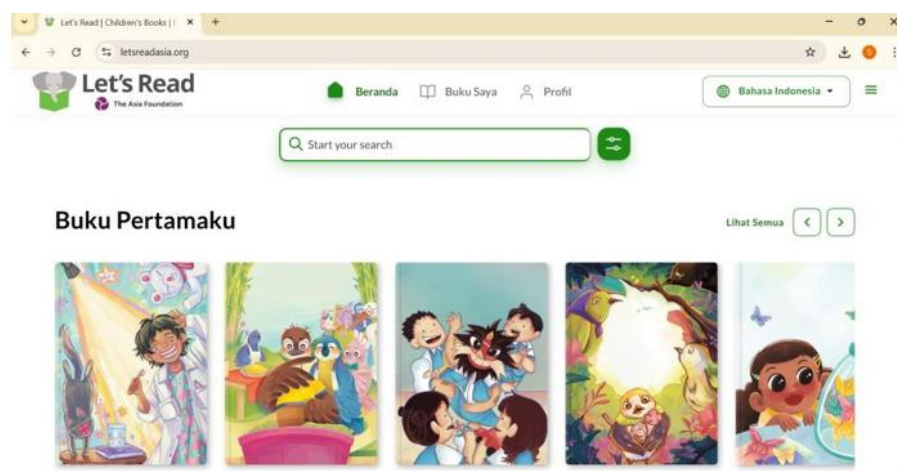 Let's Read | Children's Books |
letsreadasia.org
Let's Read
The Asia Foundation
Beranda
Buku Saya
Profil
Bahasa Indonesia
Start your search
Buku Pertamaku
Lihat Semua